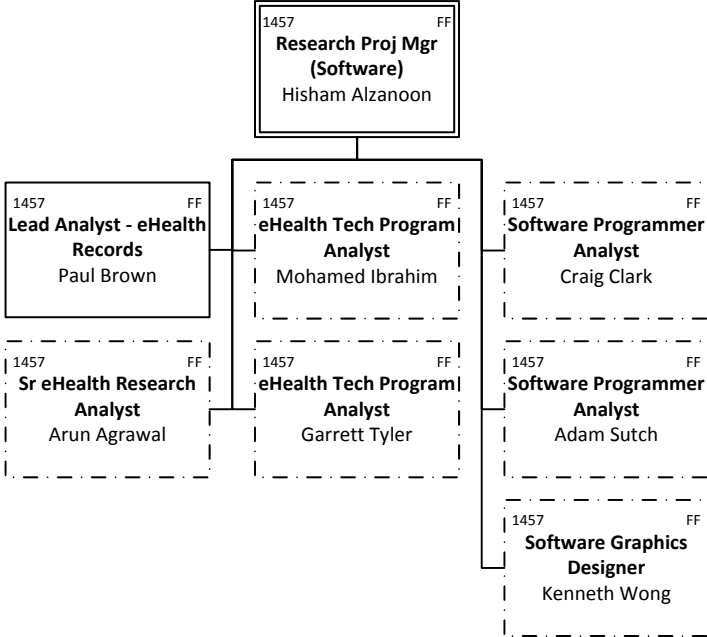 1457 FF
Research Proj Mgr
(Software)
Hisham Alzanoon
1457 FF
Lead Analyst - eHealth
Records
Paul Brown
1457 FF
eHealth Tech Program
Analyst
Mohamed Ibrahim
1457 FF
Software Programmer
Analyst
Craig Clark
1457 FF
Sr eHealth Research
Analyst
Arun Agrawal
1457 FF
eHealth Tech Program
Analyst
Garrett Tyler
1457 FF
Software Programmer
Analyst
Adam Sutch
1457 FF
Software Graphics
Designer
Kenneth Wong